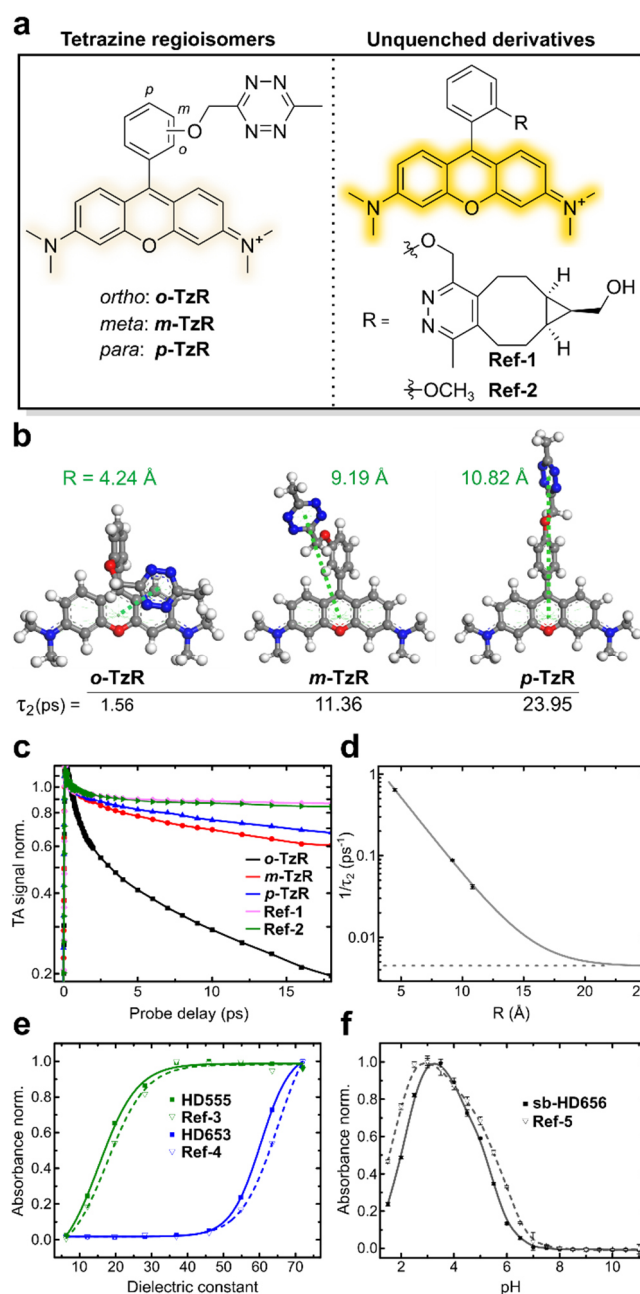 a
Tetrazine regioisomers
Unquenched derivatives
p
m
o
O
N N
N N
R
N
O
N+
N
O
N+
ortho: o-TzR
meta: m-TzR
para: p-TzR
R =
O
N
N
H
H
OH
Ref-1
OCH3
Ref-2
b
R = 4.24 Å
9.19 Å
10.82 Å
o-TzR
m-TzR
p-TzR
τ2(ps) = 1.56
11.36
23.95
c
TA signal norm.
1.0
0.8
0.6
0.4
0.2
o-TzR
m-TzR
p-TzR
Ref-1
Ref-2
0 5 10 15
Probe delay (ps)
d
1/τ2 (ps-1)
1
0.1
0.01
5 10 15 20 25
R (Å)
e
Absorbance norm.
1.0
0.8
0.6
0.4
0.2
0.0
HD555
Ref-3
HD653
Ref-4
10 20 30 40 50 60 70 80
Dielectric constant
f
Absorbance norm.
1.0
0.8
0.6
0.4
0.2
0.0
sb-HD656
Ref-5
2 4 6 8 10
pH